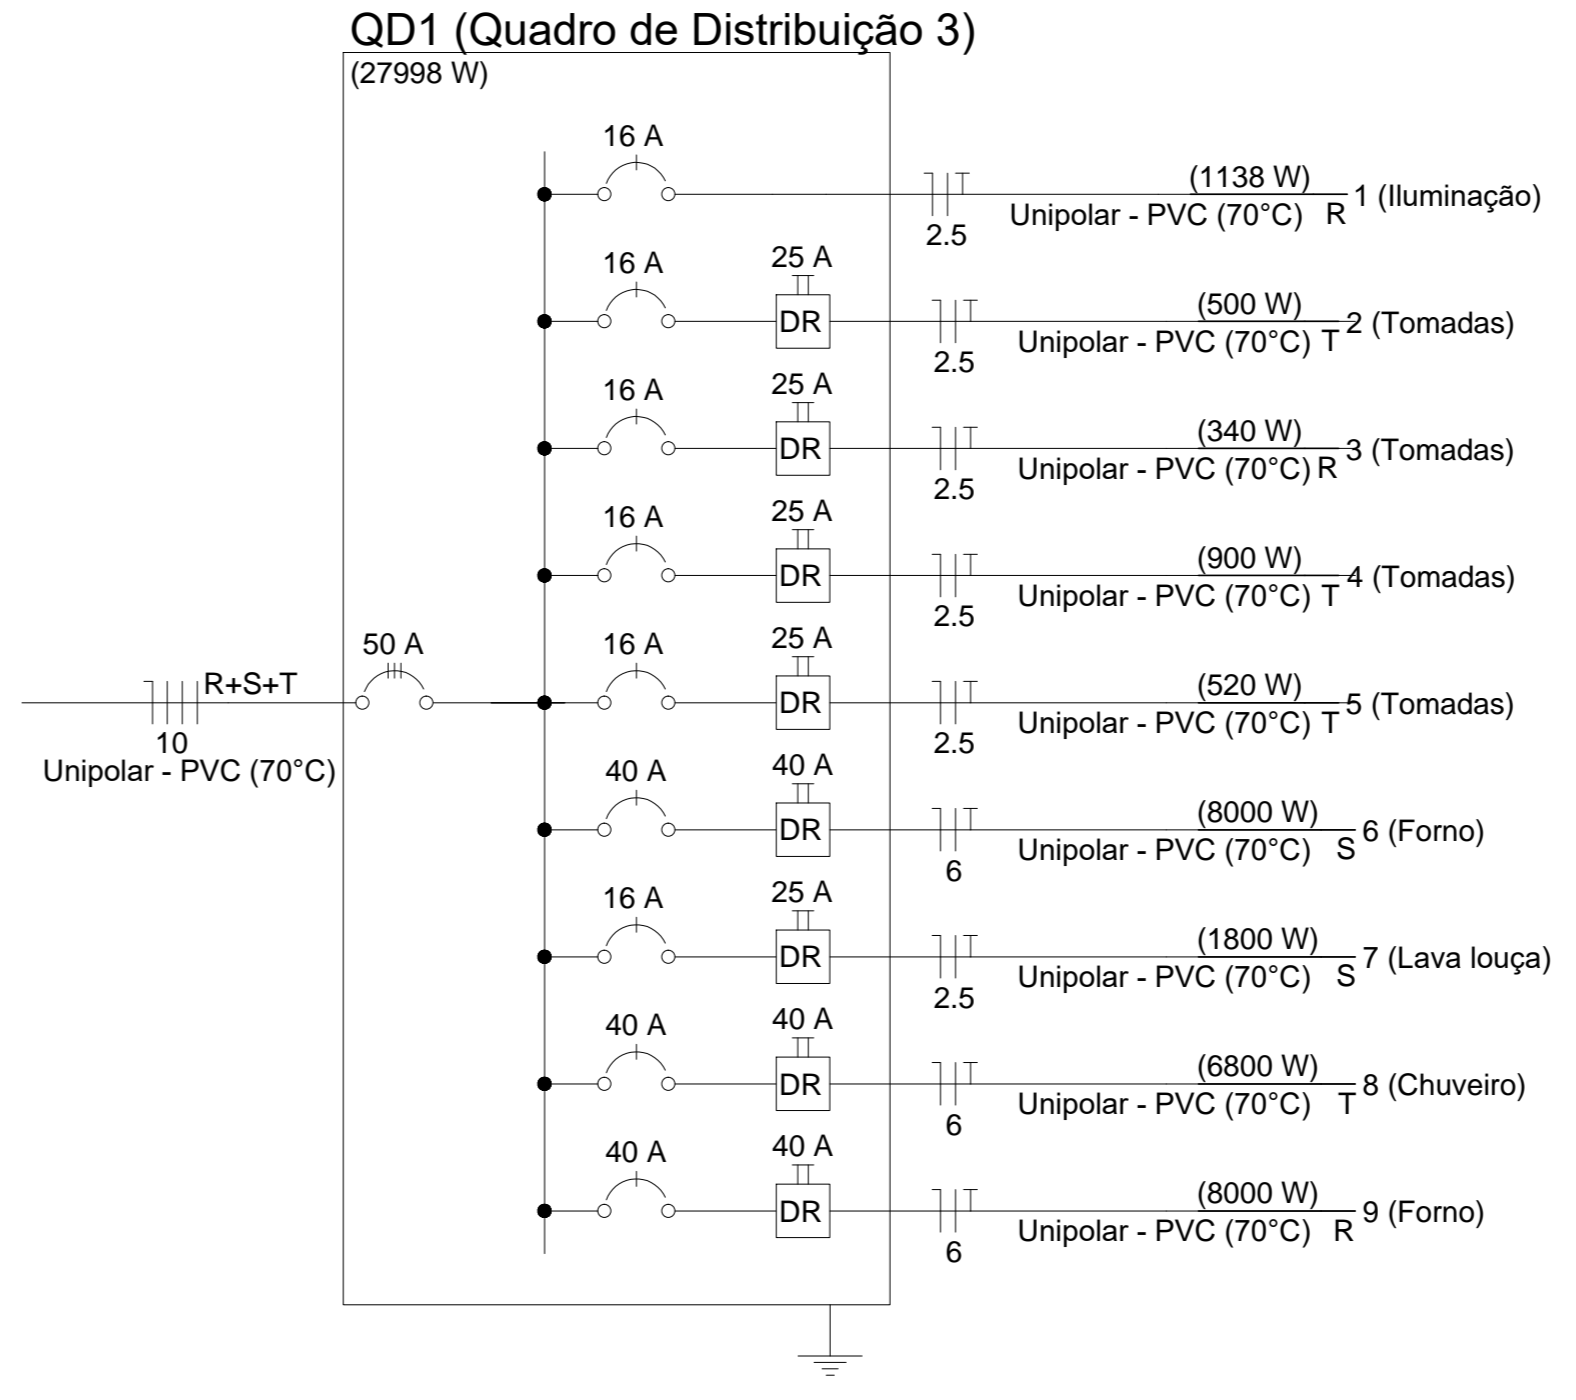 QD1 (Quadro de Distribuição 3)
(27998 W)
16 A
(1138 W)
1 (Iluminação)
2.5
Unipolar - PVC (70°C) R
16 A
25 A
DR
(500 W)
2 (Tomadas)
2.5
Unipolar - PVC (70°C) T
16 A
25 A
DR
(340 W)
3 (Tomadas)
2.5
Unipolar - PVC (70°C) R
16 A
25 A
DR
(900 W)
4 (Tomadas)
2.5
Unipolar - PVC (70°C) T
50 A
R+S+T
10
Unipolar - PVC (70°C)
16 A
25 A
DR
(520 W)
5 (Tomadas)
2.5
Unipolar - PVC (70°C) T
40 A
40 A
DR
(8000 W)
6 (Forno)
6
Unipolar - PVC (70°C) S
16 A
25 A
DR
(1800 W)
7 (Lava louça)
2.5
Unipolar - PVC (70°C) S
40 A
40 A
DR
(6800 W)
8 (Chuveiro)
6
Unipolar - PVC (70°C) T
40 A
40 A
DR
(8000 W)
9 (Forno)
6
Unipolar - PVC (70°C) R